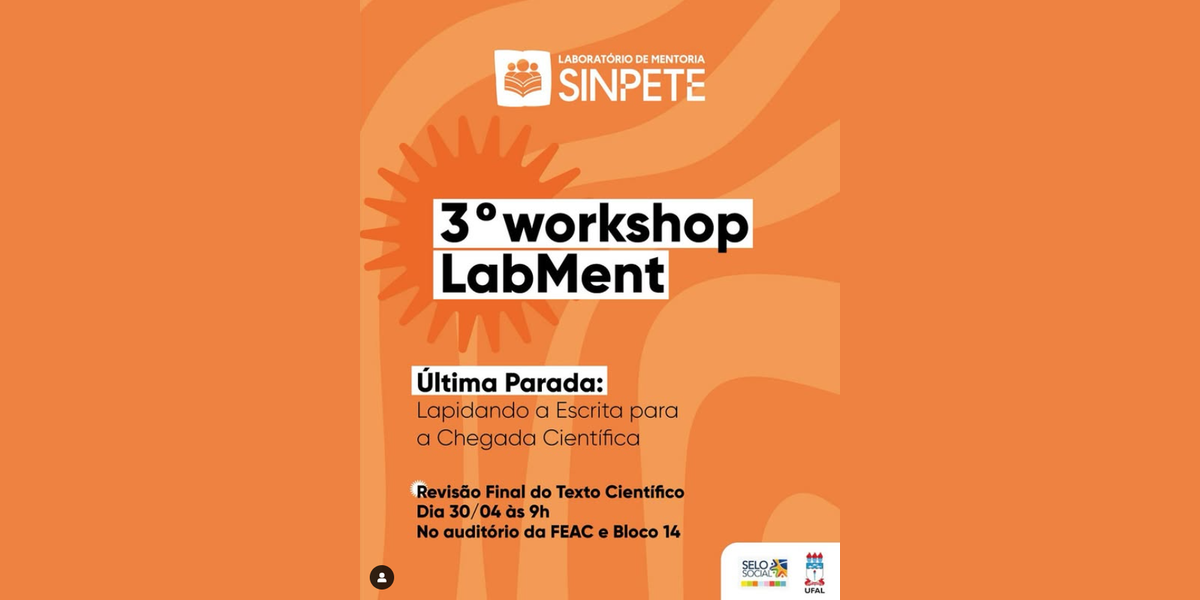 LABORATÓRIO DE MENTORIA
SINPETE
3º workshop
LabMent
Última Parada:
Lapidando a Escrita para
a Chegada Científica
Revisão Final do Texto Científico
Dia 30/04 às 9h
No auditório da FEAC e Bloco 14
SELO
SOCIAL
UFAL